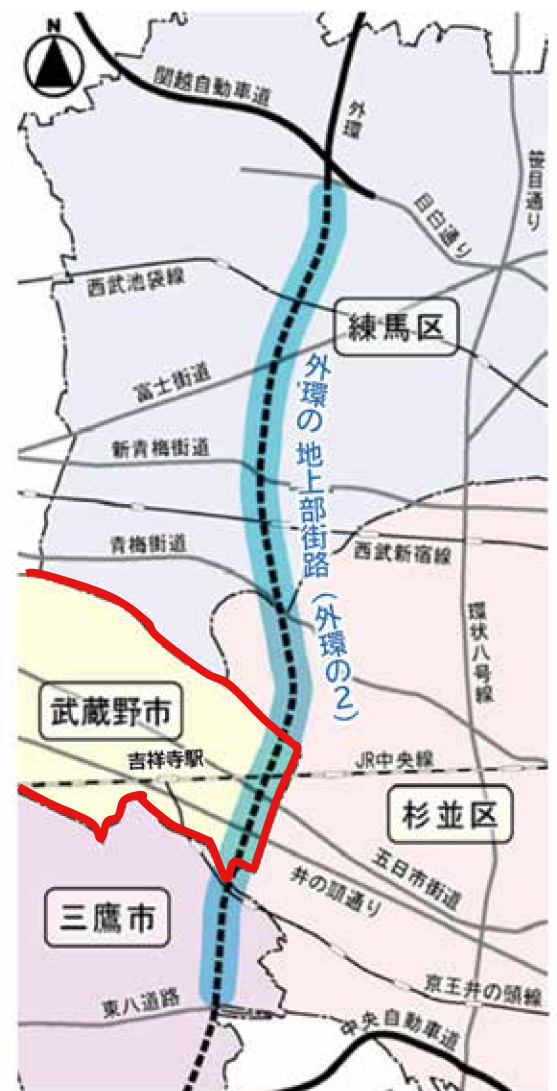 N
関越自動車道
外環
笹目通り
目白通り
西武池袋線
練馬区
富士街道
外環の地上部街路(外環の2)
新青梅街道
青梅街道
西武新宿線
環状八号線
武蔵野市
吉祥寺駅
JR中央線
杉並区
五日市街道
井の頭通り
三鷹市
京王井の頭線
東八道路
中央自動車道